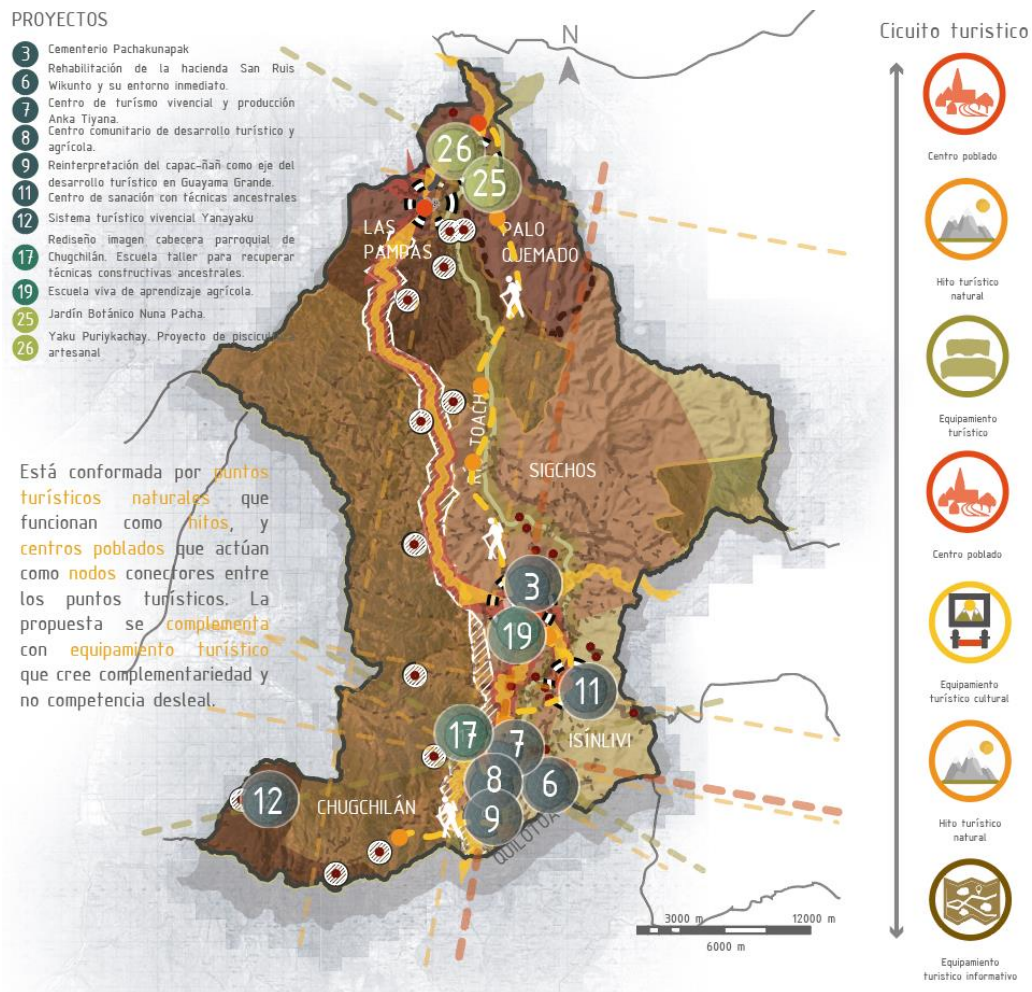 PROYECTOS
3 Cementerio Pachakunapak
6 Rehabilitación de la hacienda San Ruis
Wikunto y su entorno inmediato.
7 Centro de turísmo vivencial y producción
Anka Tiyana.
8 Centro comunitario de desarrollo turístico y
agrícola.
9 Reinterpretación del capac-ñañ como eje del
desarrollo turístico en Guayama Grande.
11 Centro de sanación con técnicas ancestrales
12 Sistema turístico vivencial Yanayaku
17 Rediseño imagen cabecera parroquial de
Chugchilán. Escuela taller para recuperar
técnicas constructivas ancestrales.
19 Escuela viva de aprendizaje agrícola.
25 Jardín Botánico Nuna Pacha.
26 Yaku Puriykachay. Proyecto de
artesanal
Está conformada por puntos
turísticos naturales que
funcionan como hitos, y
centros poblados que actúan
como nodos conectores entre
los puntos turísticos. La
propuesta se complementa
con equipamiento turístico
que cree complementariedad y
no competencia desleal.
N
26
25
LAS
PAMPAS
PALO
QUEMADO
TOACH
SIGCHOS
3
19
11
17
7
ISÍNLIVI
8
6
12
CHUGCHILÁN
9
QUILOTOA
3000 m
12000 m
6000 m
Cicuito turistico
Centro poblado
Hito turístico
natural
Equipamiento
turístico
Centro poblado
Equipamiento
turístico cultural
Hito turístico
natural
Equipamiento
turistico informativo